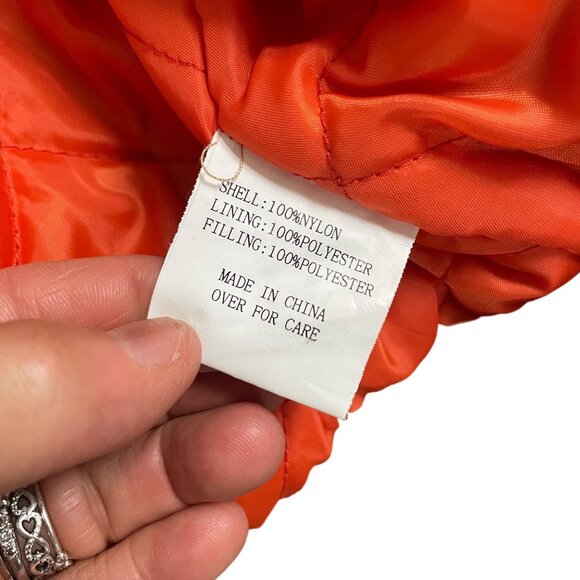 SHELL:100%NYLON
LINING:100%POLYESTER
FILLING:100%POLYESTER
MADE IN CHINA
OVER FOR CARE